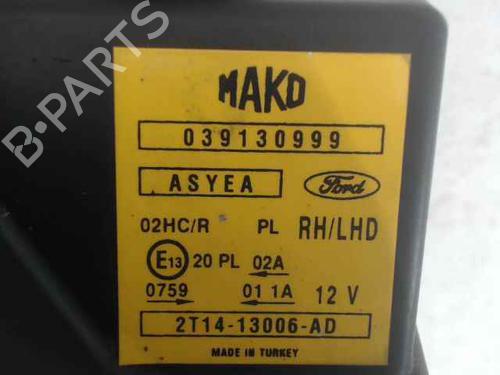 MAKO
039130999
ASYEA Ford
02HC/R PL RH/LHD
E13 20 PL 02A
0759 01 1A 12 V
2T14-13006-AD
MADE IN TURKEY
B-PARTS